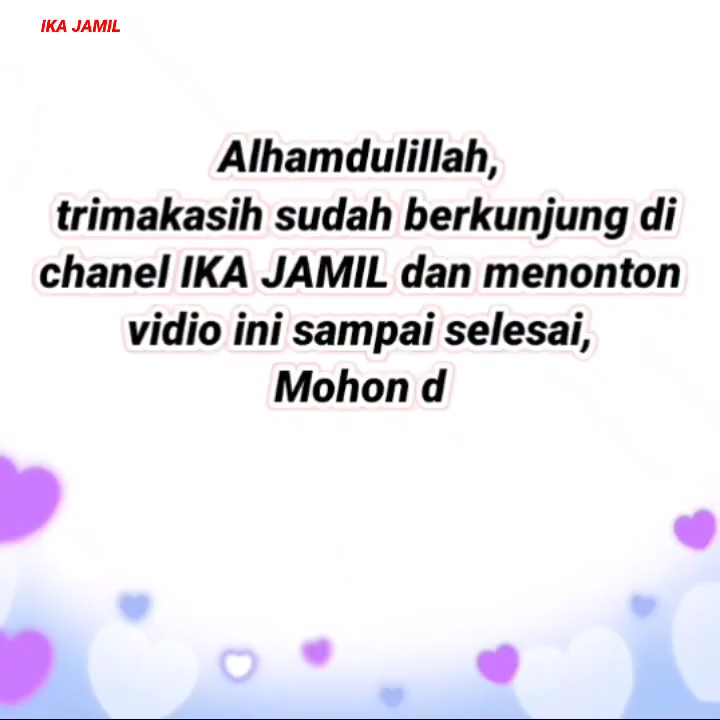 IKA JAMIL
Alhamdulillah,
trimakasih sudah berkunjung di
chanel IKA JAMIL dan menonton
vidio ini sampai selesai,
Mohon d